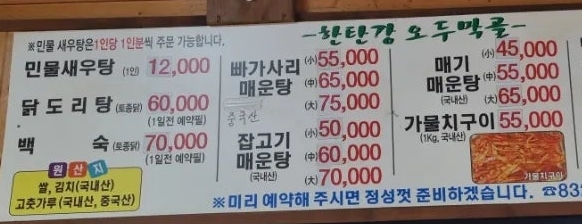 -한탄강 오두막골-
※민물 새우탕은1인당 1인분씩 주문 가능합니다.
민물새우탕 (1인) 12,000
닭도리탕 (토종닭) 60,000
(1일전 예약필)
백 숙 (토종닭) 70,000
(1일전 예약필)
원산지
쌀, 김치(국내산)
고춧가루 (국내산, 중국산)
빠가사리 매운탕
중국산
(小) 55,000
(中) 65,000
(大) 75,000
잡고기 매운탕
(국내산)
(小) 50,000
(中) 60,000
(大) 70,000
메기 매운탕
(국내산)
(小) 45,000
(中) 55,000
(大) 65,000
가물치구이 55,000
(1Kg, 국내산)
가물치구이
※미리 예약해 주시면 정성껏 준비하겠습니다. ☎83